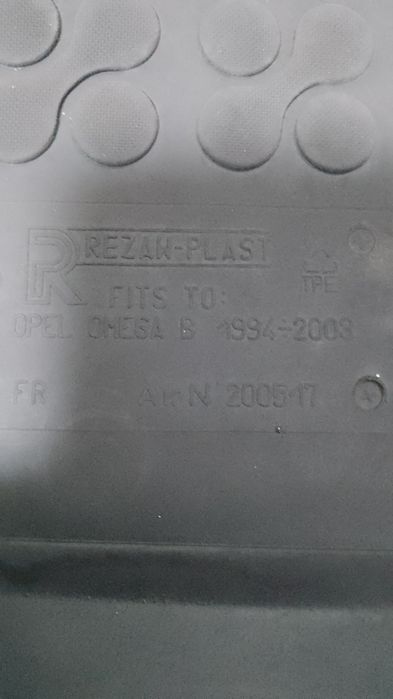 REZAW-PLAST
TPE
FITS TO:
OPEL OMEGA B 1994-2003
FR Art. N 200517